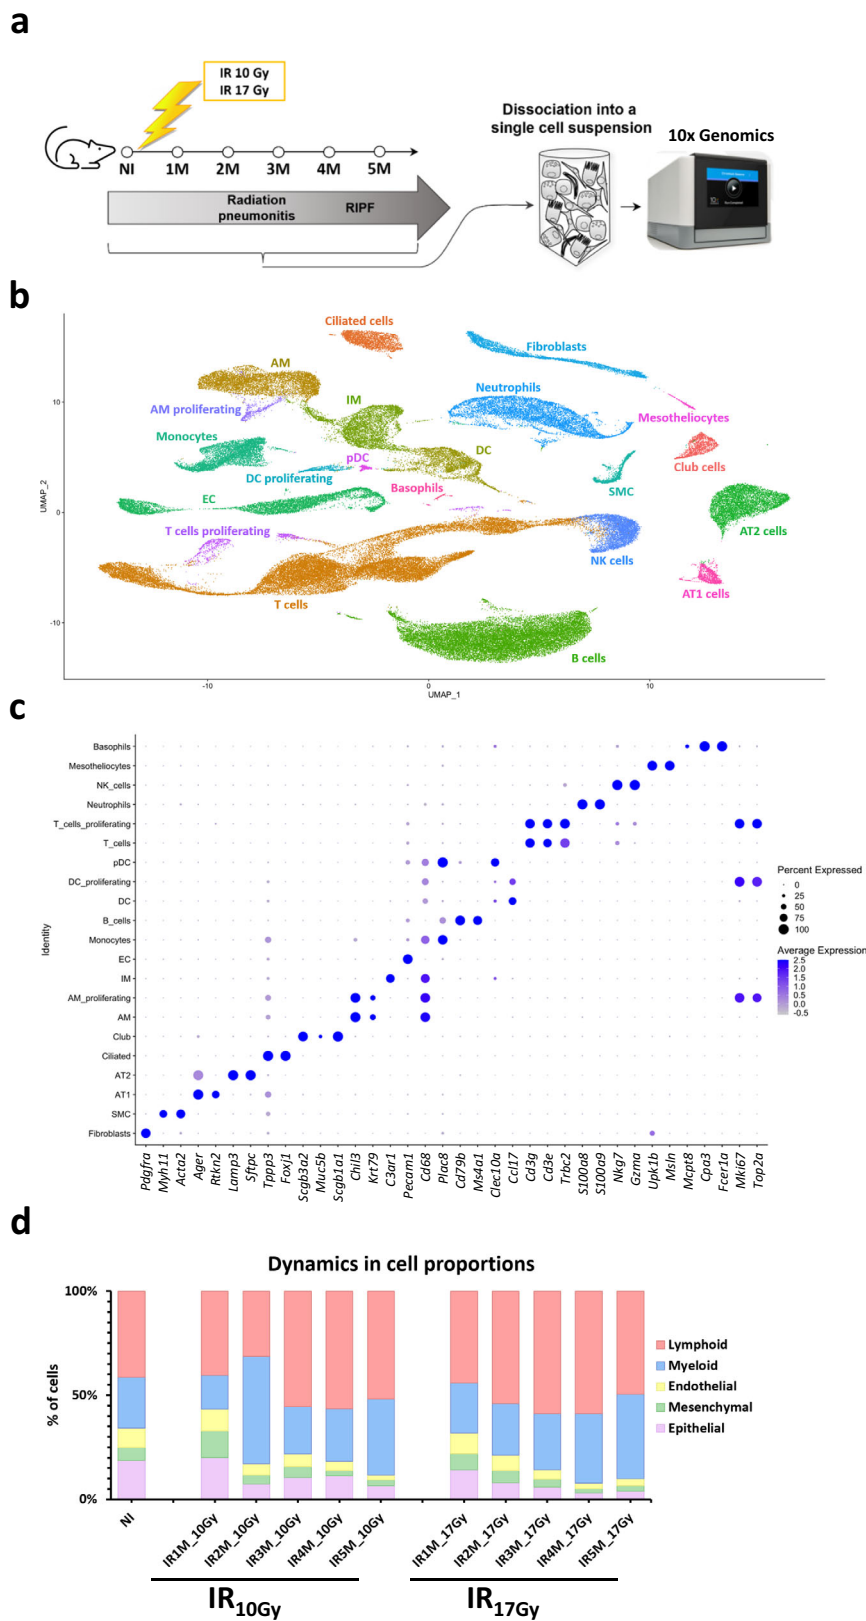 a
IR 10 Gy
IR 17 Gy
NI 1M 2M 3M 4M 5M
Radiation
pneumonitis
RIPF
Dissociation into a
single cell suspension
10x Genomics
b
Ciliated cells
Fibroblasts
AM
Neutrophils
IM
AM proliferating
Mesotheliocytes
Monocytes
pDC
DC
Club cells
DC proliferating
Basophils
SMC
EC
T cells proliferating
AT2 cells
NK cells
AT1 cells
T cells
B cells
10
0
-10
UMAP_2
-10 0 10
UMAP_1
c
Basophils
Mesotheliocytes
NK_cells
Neutrophils
T_cells_proliferating
T_cells
pDC
DC_proliferating
DC
B_cells
Monocytes
EC
IM
AM_proliferating
AM
Club
Ciliated
AT2
AT1
SMC
Fibroblasts
Identity
Percent Expressed
0
25
50
75
100
Average Expression
2.5
2.0
1.5
1.0
0.5
0.0
-0.5
Pdgfra
Myh11
Acta2
Ager
Rtkn2
Lamp3
Sftpc
Tppp3
Foxj1
Scgb3a2
Muc5b
Scgb1a1
Chil3
Krt79
C3ar1
Pecam1
Cd68
Plac8
Cd79b
Ms4a1
Clec10a
Ccl17
Cd3g
Cd3e
Trbc2
S100a8
S100a9
Nkg7
Gzma
Upk1b
Msln
Mcpt8
Cpa3
Fcer1a
Mki67
Top2a
d
Dynamics in cell proportions
100%
50%
0%
% of cells
Lymphoid
Myeloid
Endothelial
Mesenchymal
Epithelial
NI
IR1M_10Gy
IR2M_10Gy
IR3M_10Gy
IR4M_10Gy
IR5M_10Gy
IR1M_17Gy
IR2M_17Gy
IR3M_17Gy
IR4M_17Gy
IR5M_17Gy
IR10Gy
IR17Gy